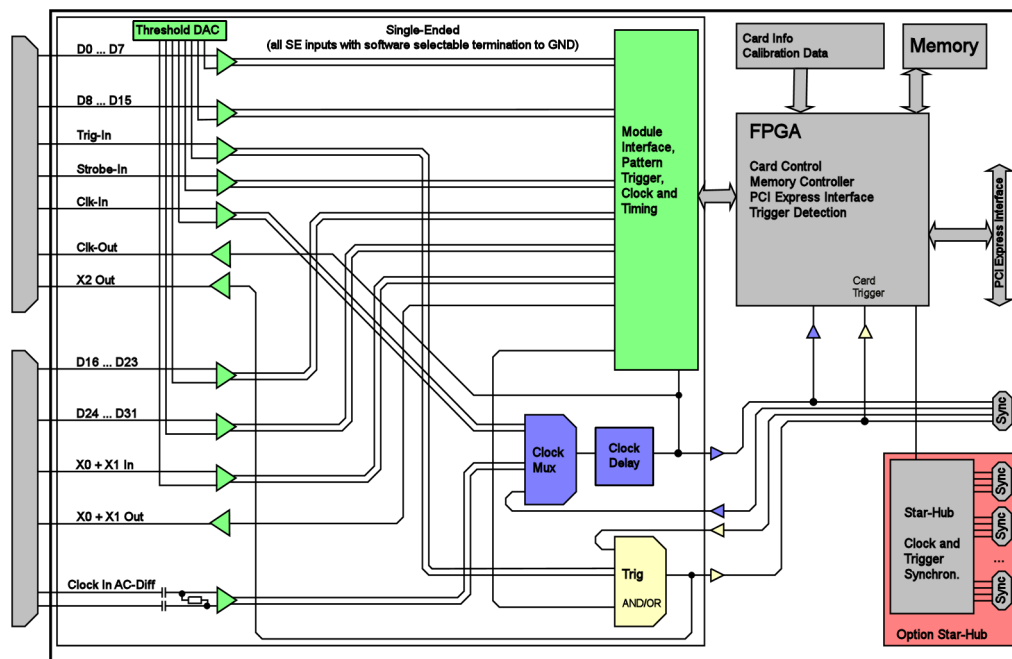 Threshold DAC
Single-Ended
(all SE inputs with software selectable termination to GND)
D0 ... D7
D8 ... D15
Trig-In
Strobe-In
Clk-In
Clk-Out
X2 Out
D16 ... D23
D24 ... D31
X0 + X1 In
X0 + X1 Out
Clock In AC-Diff
Module
Interface,
Pattern
Trigger,
Clock and
Timing
Clock
Mux
Clock
Delay
Trig
AND/OR
Card Info
Calibration Data
Memory
FPGA
Card Control
Memory Controller
PCI Express Interface
Trigger Detection
Card
Trigger
PCI Express Interface
Sync
Star-Hub
Clock and
Trigger
Synchron.
Sync
Sync
...
Sync
Option Star-Hub